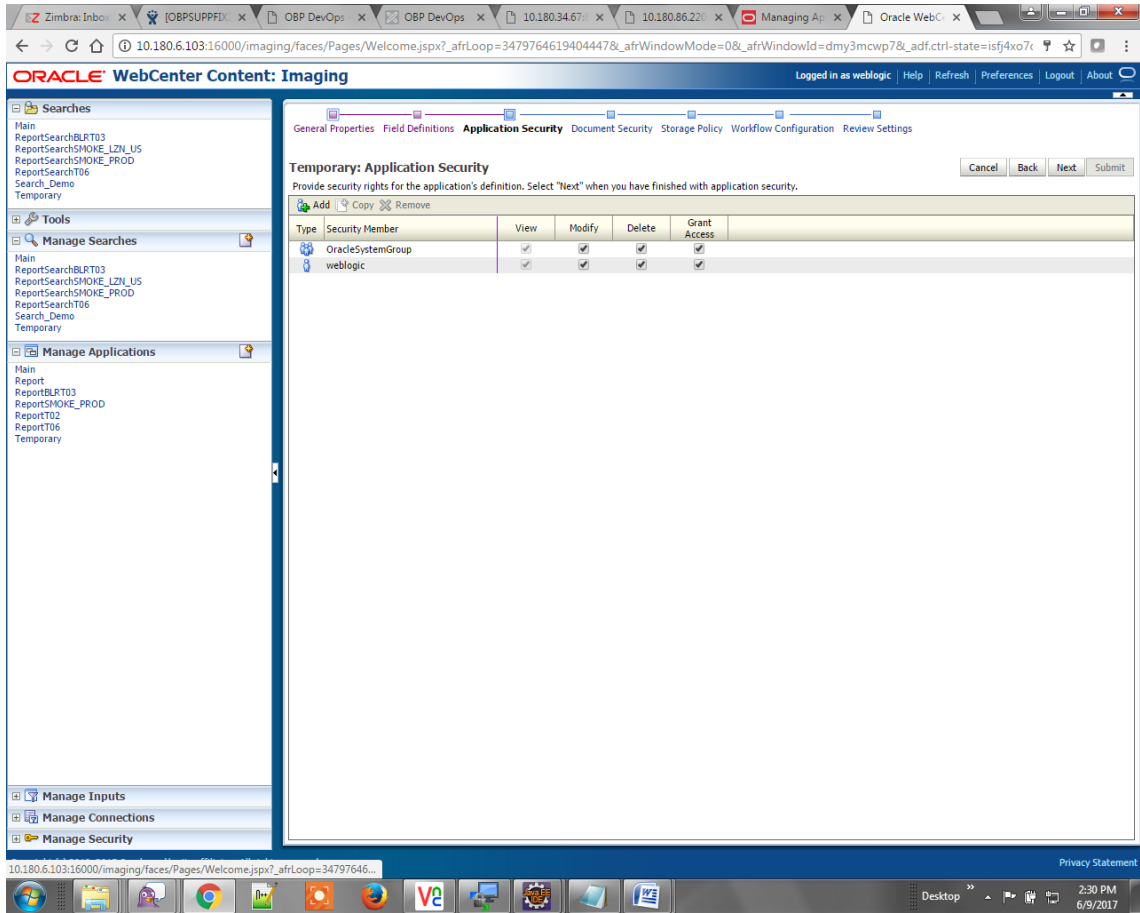 Zimbra: Inbox
[OBPSUPPFIX
OBP DevOps
OBP DevOps
10.180.34.67:
10.180.86.220
Managing Ap
Oracle WebCe
10.180.6.103:16000/imaging/faces/Pages/Welcome.jspx?_afrLoop=3479764619404447&_afrWindowMode=0&_afrWindowId=dmy3mcwp7&_adf.ctrl-state=isfj4xo7c
ORACLE WebCenter Content: Imaging
Logged in as weblogic Help Refresh Preferences Logout About
Searches
Main
ReportSearchBLRT03
ReportSearchSMOKE_LZN_US
ReportSearchSMOKE_PROD
ReportSearchT06
Search_Demo
Temporary
Tools
Manage Searches
Main
ReportSearchBLRT03
ReportSearchSMOKE_LZN_US
ReportSearchSMOKE_PROD
ReportSearchT06
Search_Demo
Temporary
Manage Applications
Main
Report
ReportBLRT03
ReportSMOKE_PROD
ReportT02
ReportT06
Temporary
Manage Inputs
Manage Connections
Manage Security
General Properties Field Definitions Application Security Document Security Storage Policy Workflow Configuration Review Settings
Temporary: Application Security
Cancel Back Next Submit
Provide security rights for the application's definition. Select "Next" when you have finished with application security.
Add Copy Remove
Type Security Member View Modify Delete Grant Access
OracleSystemGroup
weblogic
Privacy Statement
10.180.6.103:16000/imaging/faces/Pages/Welcome.jspx?_afrLoop=34797646...
Desktop
2:30 PM
6/9/2017